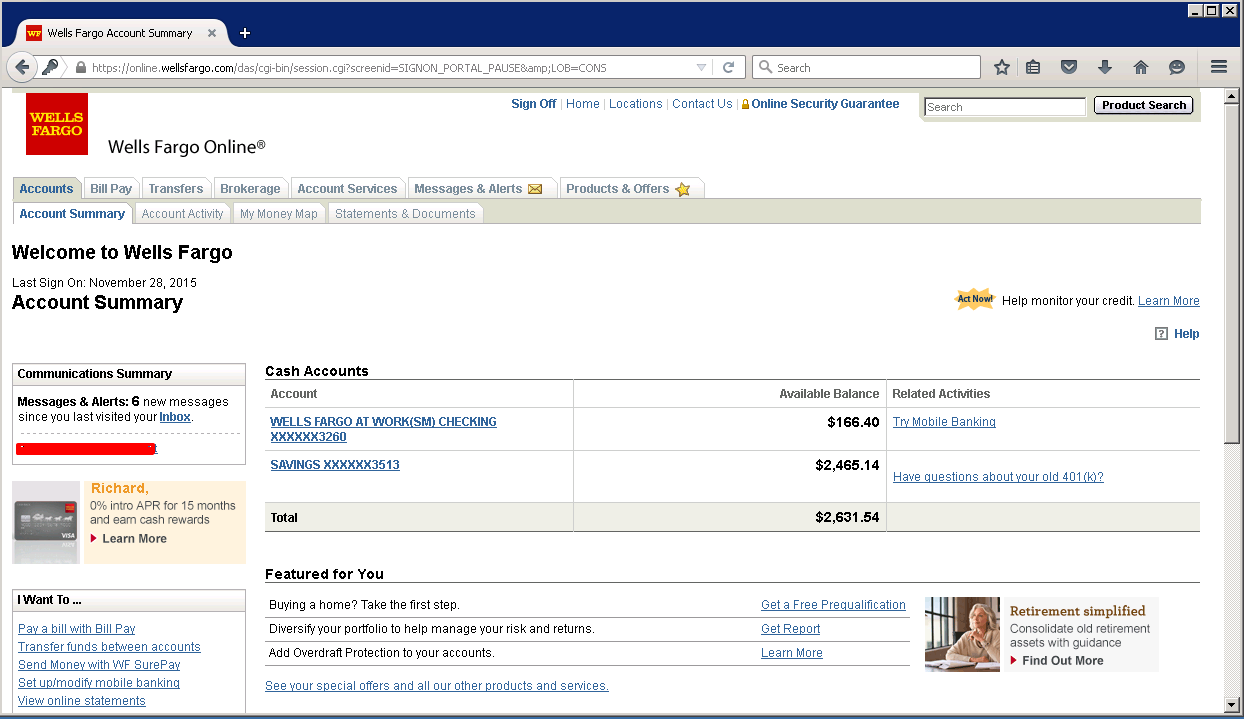 Wells Fargo Account Summary
https://online.wellsfargo.com/das/cgi-bin/session.cgi?screenid=SIGNON_PORTAL_PAUSE&amp;LOB=CONS
Search
WELLS
FARGO
Wells Fargo Online®
Sign Off | Home | Locations | Contact Us | Online Security Guarantee
Search
Product Search
Accounts Bill Pay Transfers Brokerage Account Services Messages & Alerts Products & Offers
Account Summary Account Activity My Money Map Statements & Documents
Welcome to Wells Fargo
Last Sign On: November 28, 2015
Account Summary
Act Now! Help monitor your credit. Learn More
? Help
Communications Summary
Messages & Alerts: 6 new messages
since you last visited your Inbox.
Richard,
0% intro APR for 15 months
and earn cash rewards
Learn More
VISA
I Want To ...
Pay a bill with Bill Pay
Transfer funds between accounts
Send Money with WF SurePay
Set up/modify mobile banking
View online statements
Cash Accounts
Account Available Balance Related Activities
WELLS FARGO AT WORK(SM) CHECKING
XXXXXX3260
$166.40 Try Mobile Banking
SAVINGS XXXXXX3513 $2,465.14
Have questions about your old 401(k)?
Total $2,631.54
Featured for You
Buying a home? Take the first step. Get a Free Prequalification
Diversify your portfolio to help manage your risk and returns. Get Report
Add Overdraft Protection to your accounts. Learn More
See your special offers and all our other products and services.
Retirement simplified
Consolidate old retirement
assets with guidance
Find Out More